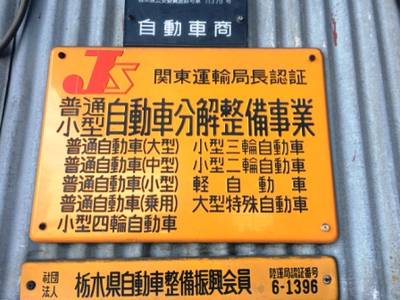 自動車商
JS 関東運輸局長認証
普通
小型 自動車分解整備事業
普通自動車(大型) 小型三輪自動車
普通自動車(中型) 小型二輪自動車
普通自動車(小型) 軽自動車
普通自動車(乗用) 大型特殊自動車
小型四輪自動車
社団
法人 栃木県自動車整備振興会員
陸運局認証番号
6-1396